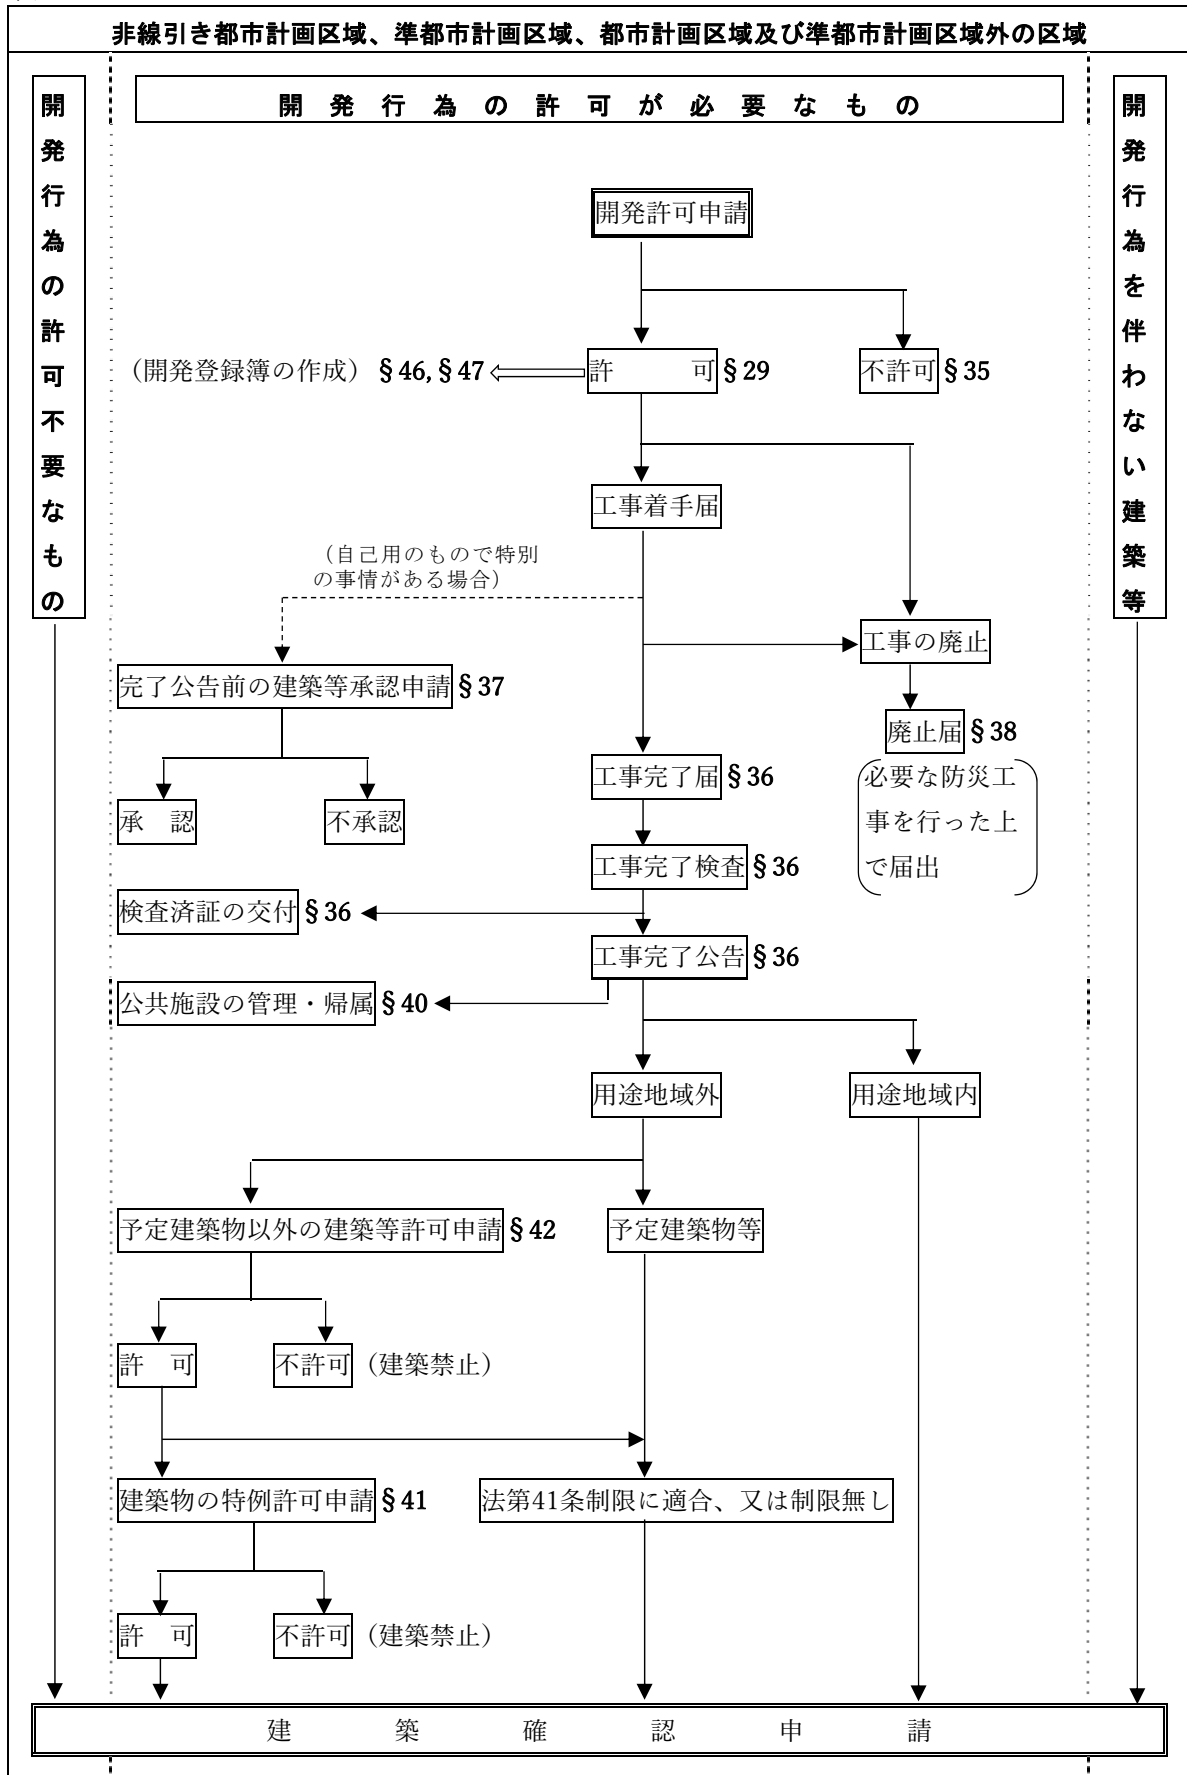 非線引き都市計画区域、準都市計画区域、都市計画区域及び準都市計画区域外の区域
開発行為の許可不要なもの
開発行為の許可が必要なもの
開発行為を伴わない建築等
開発許可申請
（開発登録簿の作成）§46,§47
許　可§29
不許可§35
工事着手届
（自己用のもので特別
の事情がある場合）
工事の廃止
完了公告前の建築等承認申請§37
廃止届§38
工事完了届§36
必要な防災工
事を行った上
で届出
承　認
不承認
工事完了検査§36
検査済証の交付§36
工事完了公告§36
公共施設の管理・帰属§40
用途地域外
用途地域内
予定建築物以外の建築等許可申請§42
予定建築物等
許　可
不許可（建築禁止）
建築物の特例許可申請§41
法第41条制限に適合、又は制限無し
許　可
不許可（建築禁止）
建築確認申請